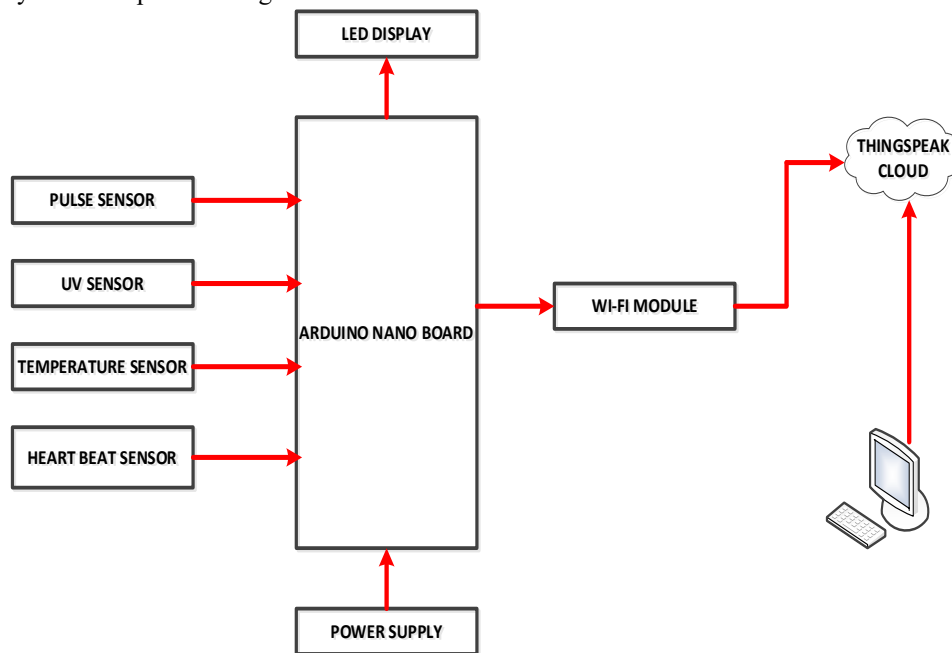 LED DISPLAY
THINGSPEAK
CLOUD
PULSE SENSOR
UV SENSOR
ARDUINO NANO BOARD
WI-FI MODULE
TEMPERATURE SENSOR
HEART BEAT SENSOR
POWER SUPPLY